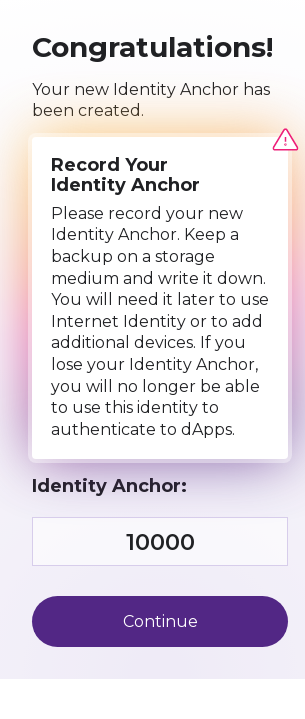 Congratulations!
Your new Identity Anchor has
been created.
Record Your
Identity Anchor
Please record your new
Identity Anchor. Keep a
backup on a storage
medium and write it down.
You will need it later to use
Internet Identity or to add
additional devices. If you
lose your Identity Anchor,
you will no longer be able
to use this identity to
authenticate to dApps.
Identity Anchor:
10000
Continue